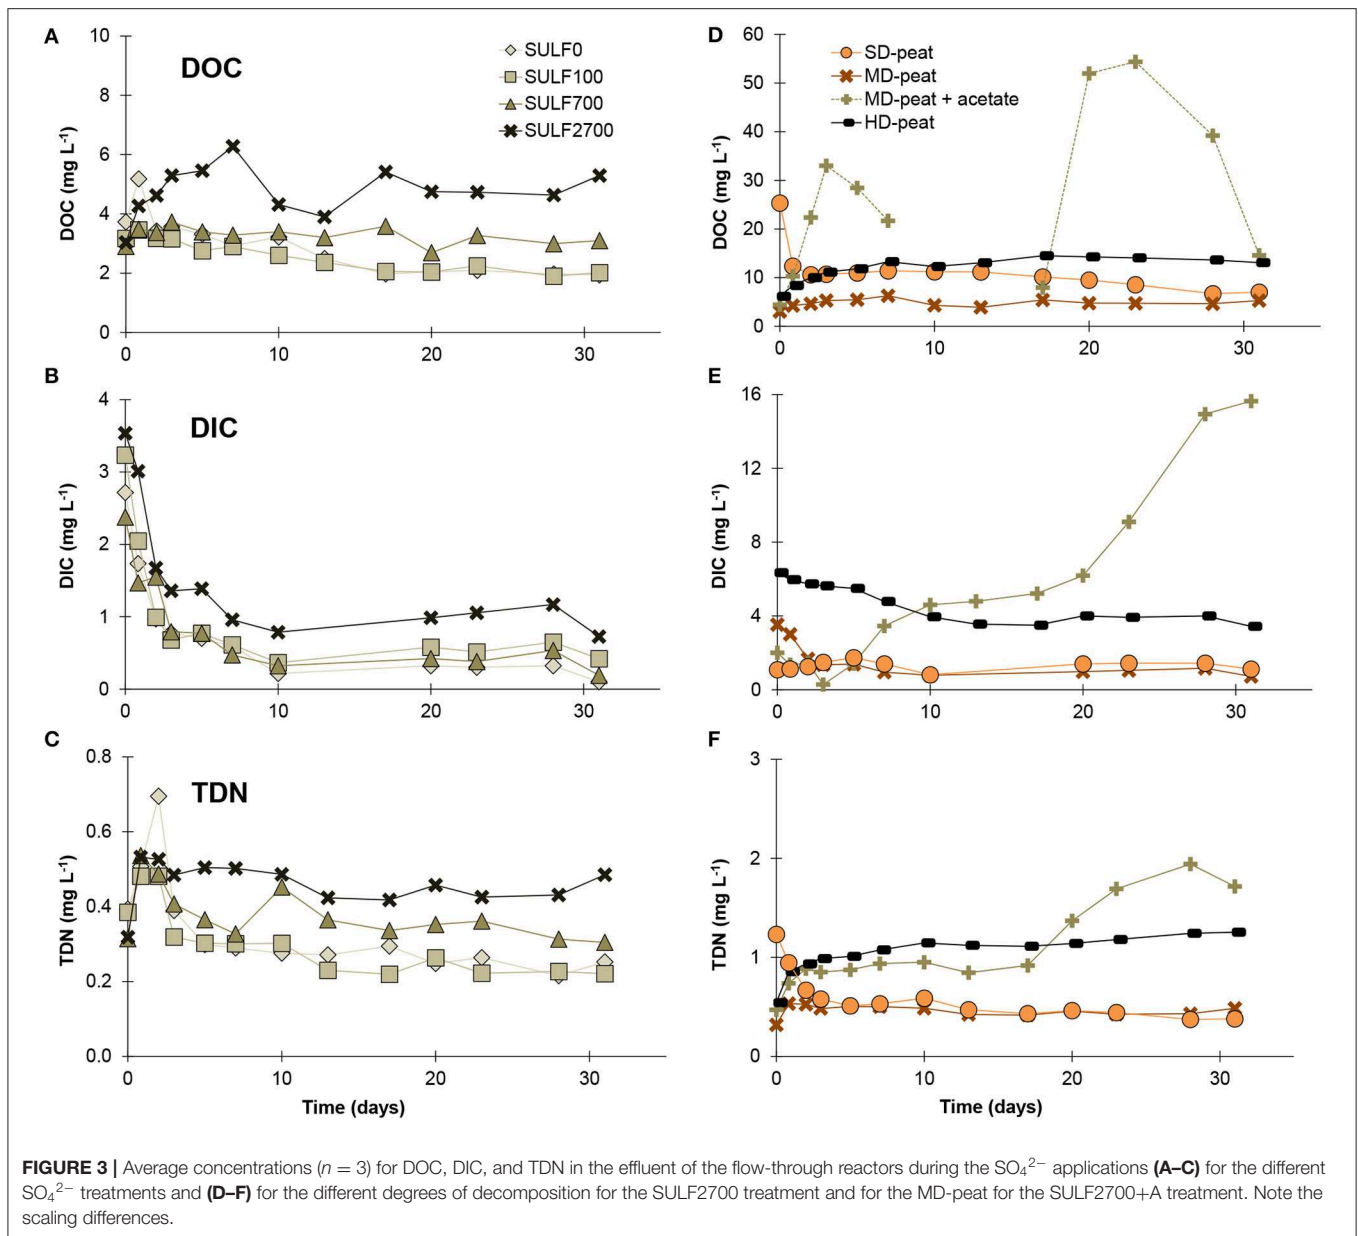 A
DOC
10
8
6
4
2
0
DOC (mg L⁻¹)
0
10
20
30
SULF0
SULF100
SULF700
SULF2700
D
60
50
40
30
20
10
0
DOC (mg L⁻¹)
0
10
20
30
SD-peat
MD-peat
MD-peat + acetate
HD-peat
B
DIC
4
3
2
1
0
DIC (mg L⁻¹)
0
10
20
30
E
16
12
8
4
0
DIC (mg L⁻¹)
0
10
20
30
C
TDN
0.8
0.6
0.4
0.2
0.0
TDN (mg L⁻¹)
0
10
20
30
Time (days)
F
3
2
1
0
TDN (mg L⁻¹)
0
10
20
30
Time (days)
FIGURE 3 | Average concentrations (n = 3) for DOC, DIC, and TDN in the effluent of the flow-through reactors during the SO₄²⁻ applications (A–C) for the different
SO₄²⁻ treatments and (D–F) for the different degrees of decomposition for the SULF2700 treatment and for the MD-peat for the SULF2700+A treatment. Note the
scaling differences.